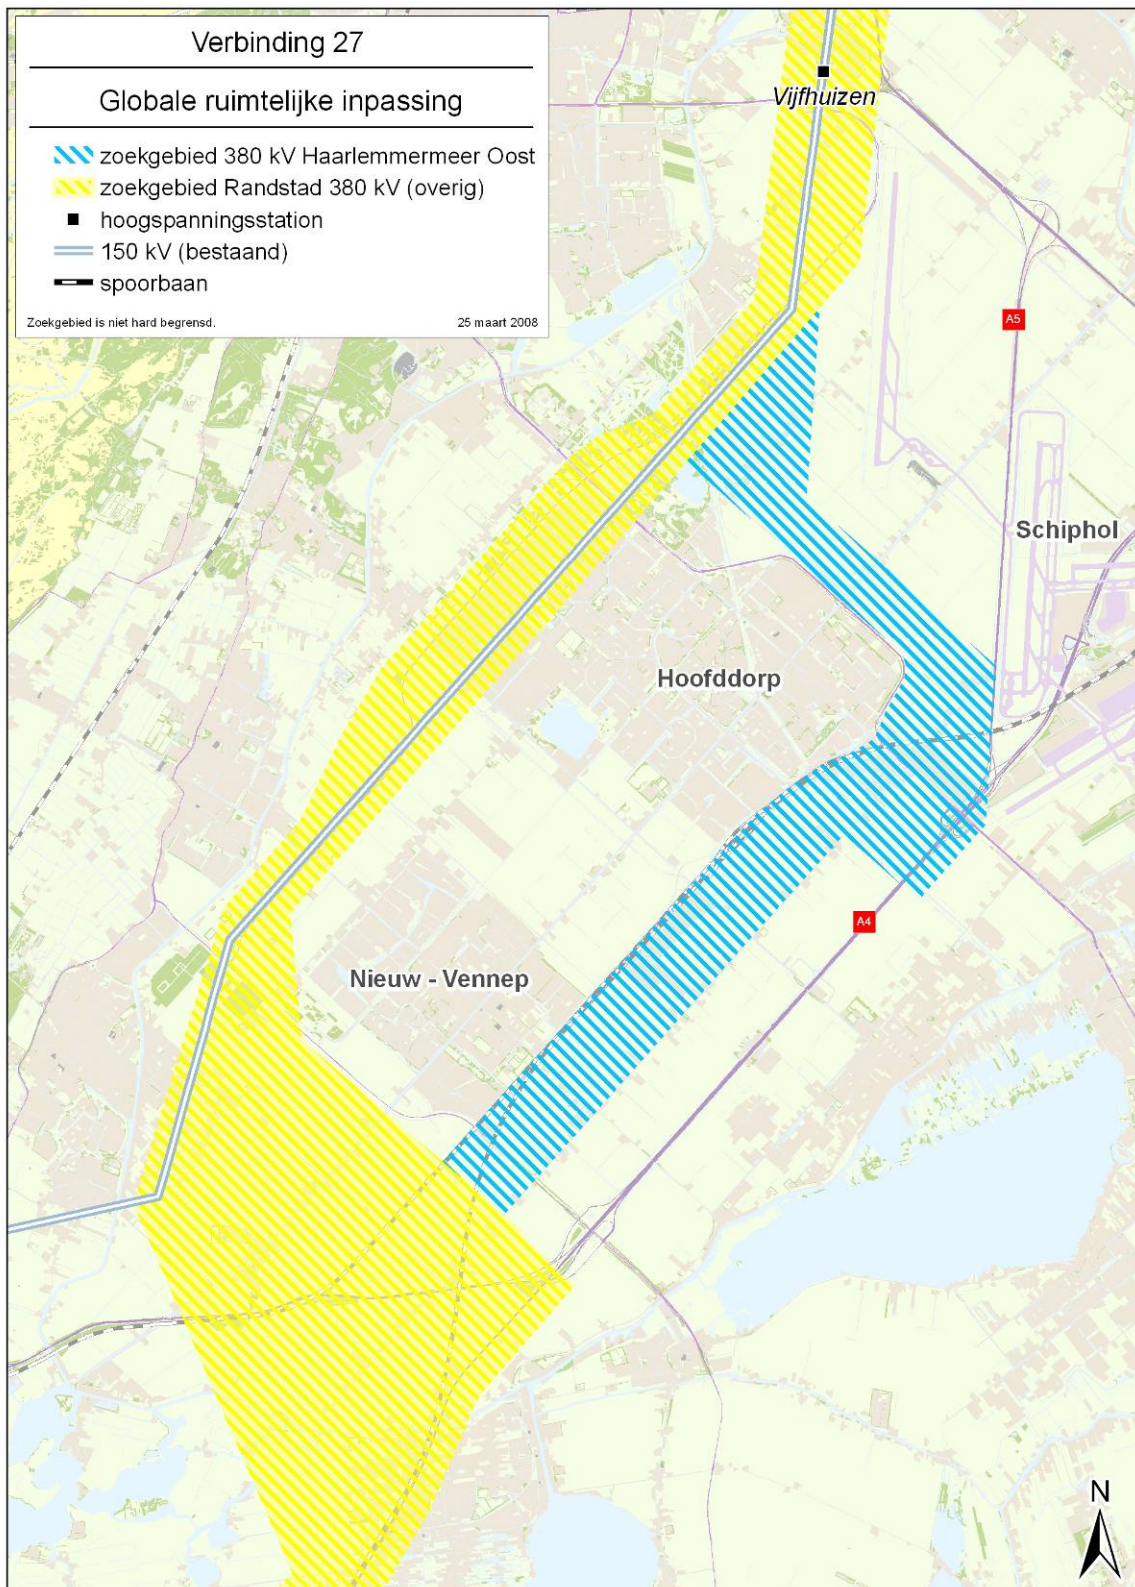 Verbinding 27
Globale ruimtelijke inpassing
zoekgebied 380 kV Haarlemmermeer Oost
zoekgebied Randstad 380 kV (overig)
hoogspanningsstation
150 kV (bestaand)
spoorbaan
Zoekgebied is niet hard begrensd. 25 maart 2008
Vijfhuizen
A5
Schiphol
Hoofddorp
A4
Nieuw - Vennep
N